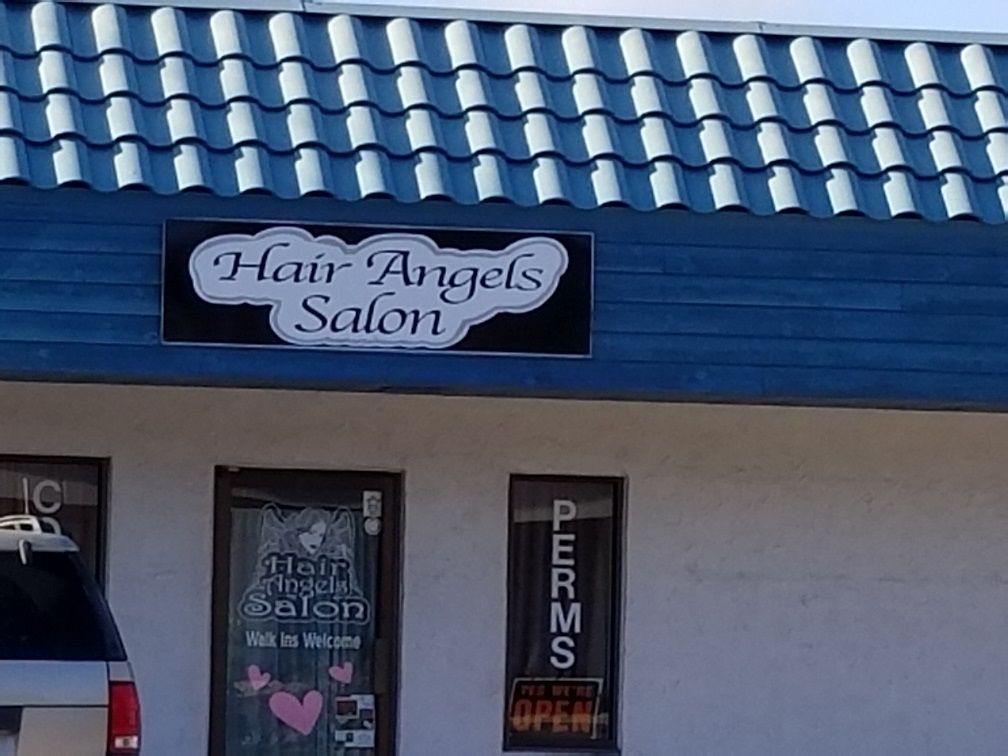 Hair Angels
Salon
Hair
Angels
Salon
Walk Ins Welcome
PERMS
YES WE'RE
OPEN